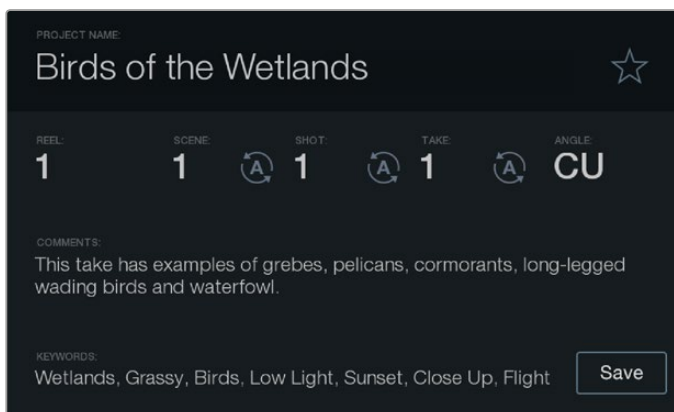 PROJECT NAME:
Birds of the Wetlands
REEL: SCENE: SHOT: TAKE: ANGLE:
1 1 A 1 A 1 A CU
COMMENTS:
This take has examples of grebes, pelicans, cormorants, long-legged
wading birds and waterfowl.
KEYWORDS:
Wetlands, Grassy, Birds, Low Light, Sunset, Close Up, Flight Save